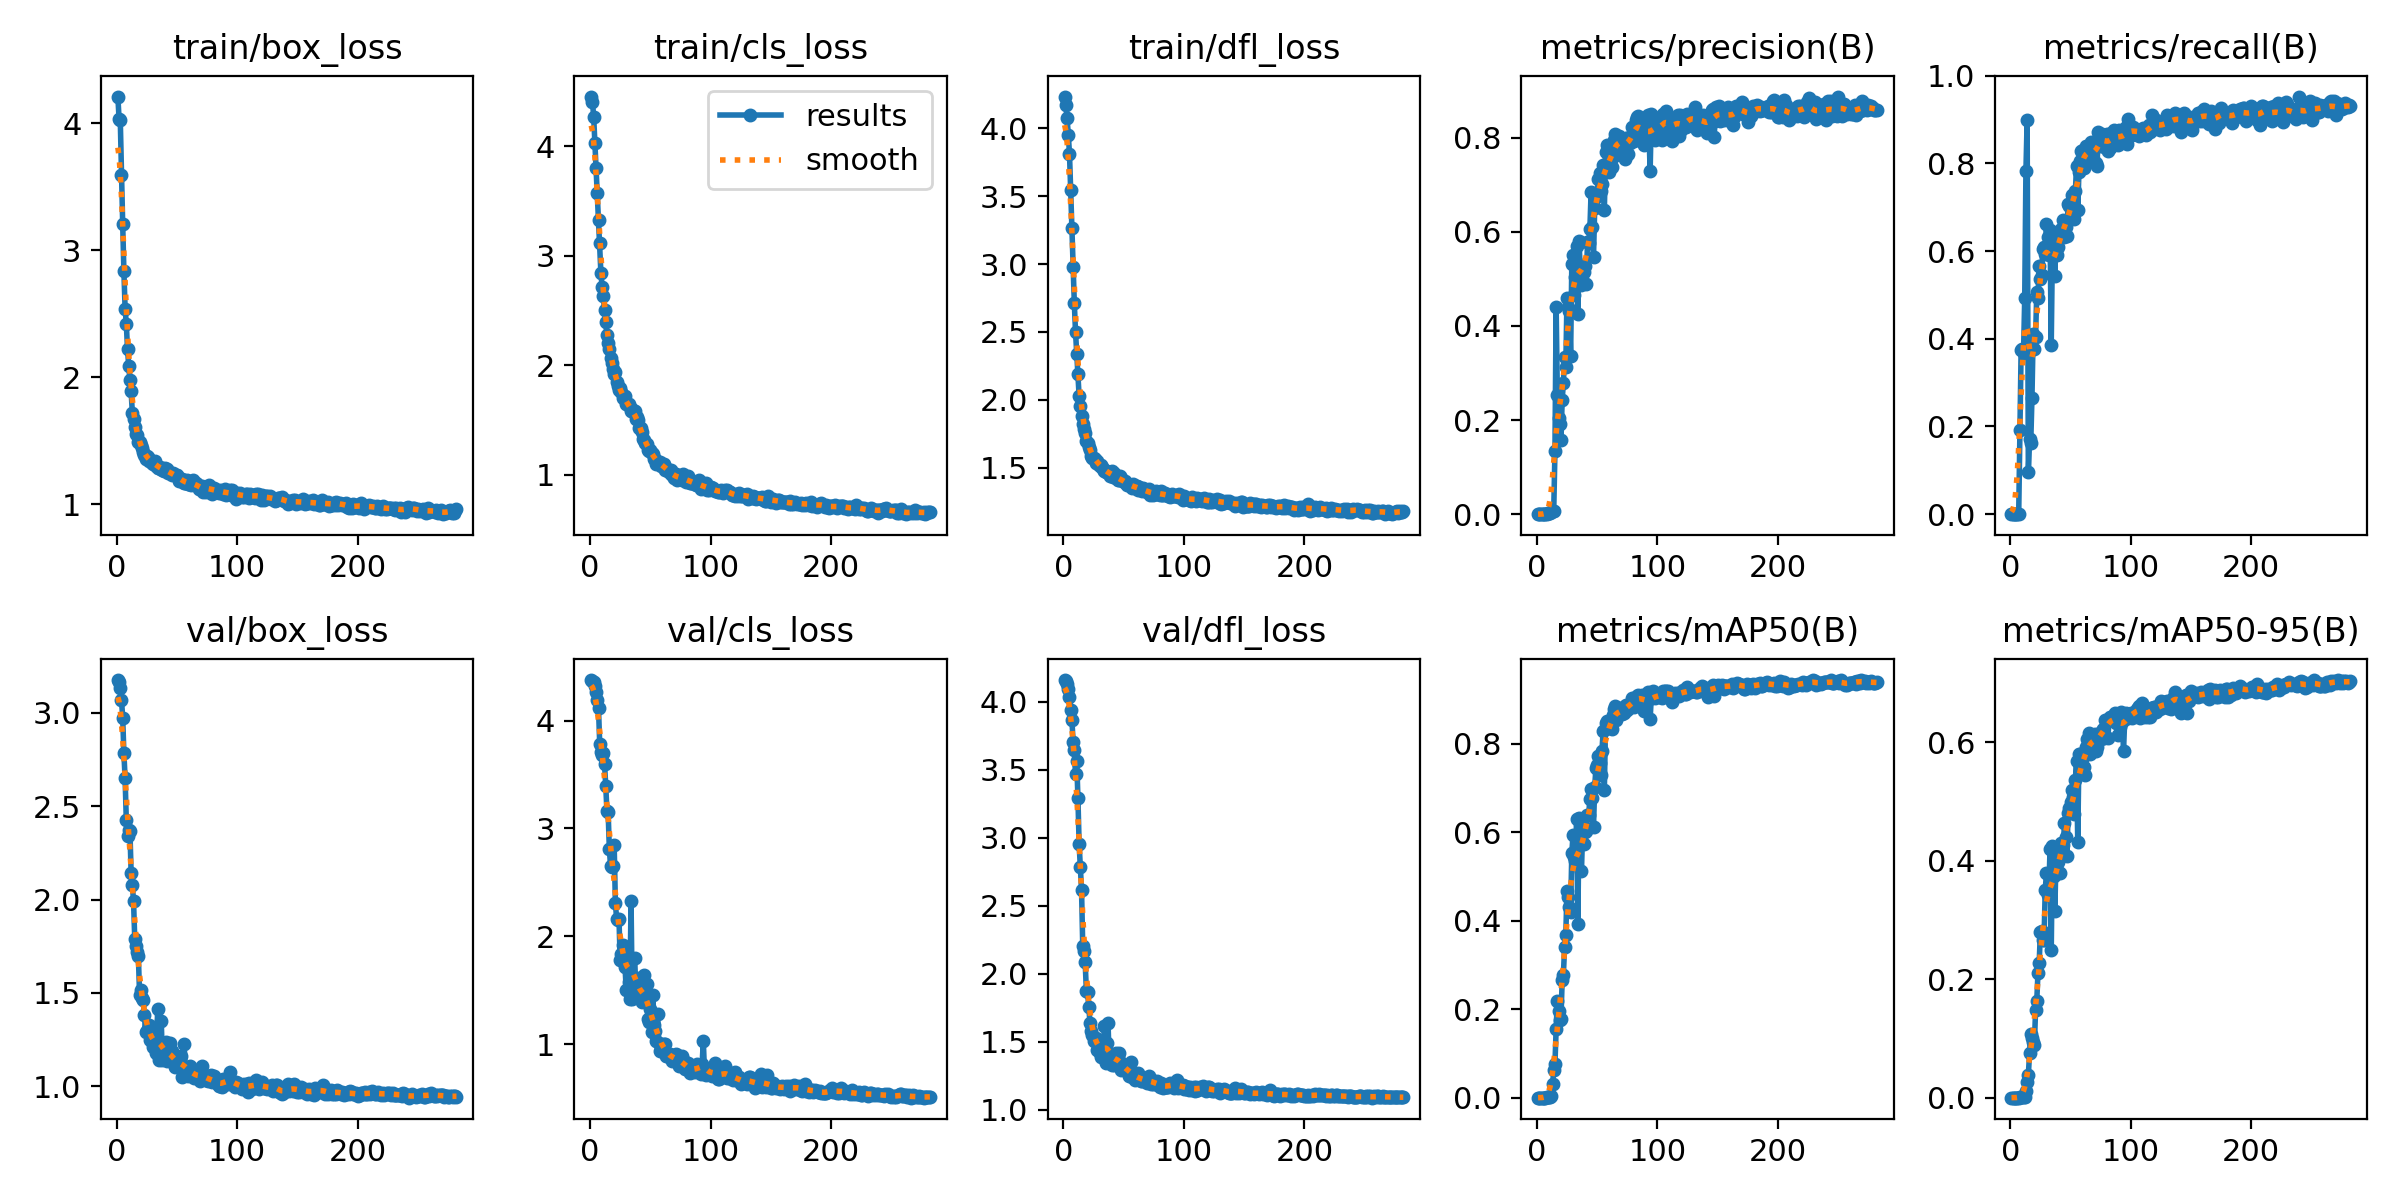 train/box_loss
4
3
2
1
0 100 200
train/cls_loss
results
smooth
4
3
2
1
0 100 200
train/dfl_loss
4.0
3.5
3.0
2.5
2.0
1.5
0 100 200
metrics/precision(B)
0.8
0.6
0.4
0.2
0.0
0 100 200
metrics/recall(B)
1.0
0.8
0.6
0.4
0.2
0.0
0 100 200
val/box_loss
3.0
2.5
2.0
1.5
1.0
0 100 200
val/cls_loss
4
3
2
1
0 100 200
val/dfl_loss
4.0
3.5
3.0
2.5
2.0
1.5
1.0
0 100 200
metrics/mAP50(B)
0.8
0.6
0.4
0.2
0.0
0 100 200
metrics/mAP50-95(B)
0.6
0.4
0.2
0.0
0 100 200